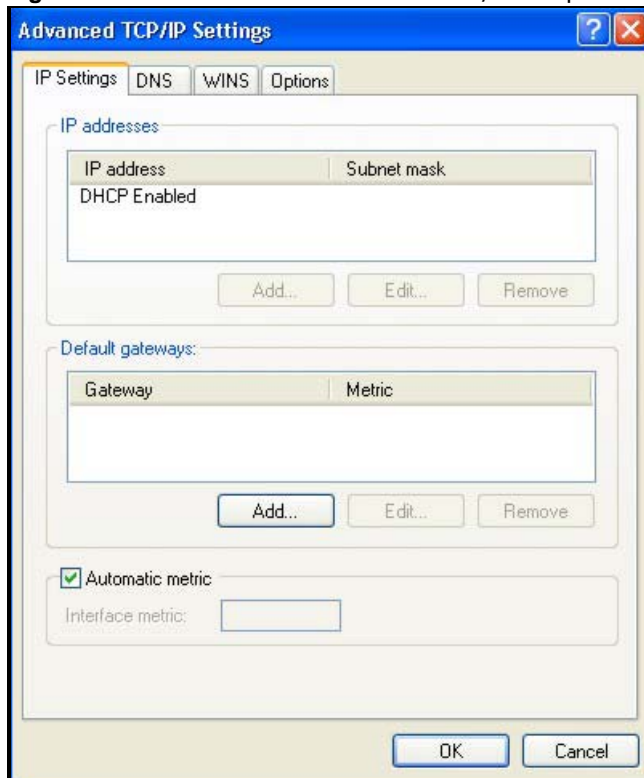 Advanced TCP/IP Settings
IP Settings DNS WINS Options
IP addresses
IP address Subnet mask
DHCP Enabled
Add... Edit... Remove
Default gateways:
Gateway Metric
Add... Edit... Remove
Automatic metric
Interface metric:
OK Cancel